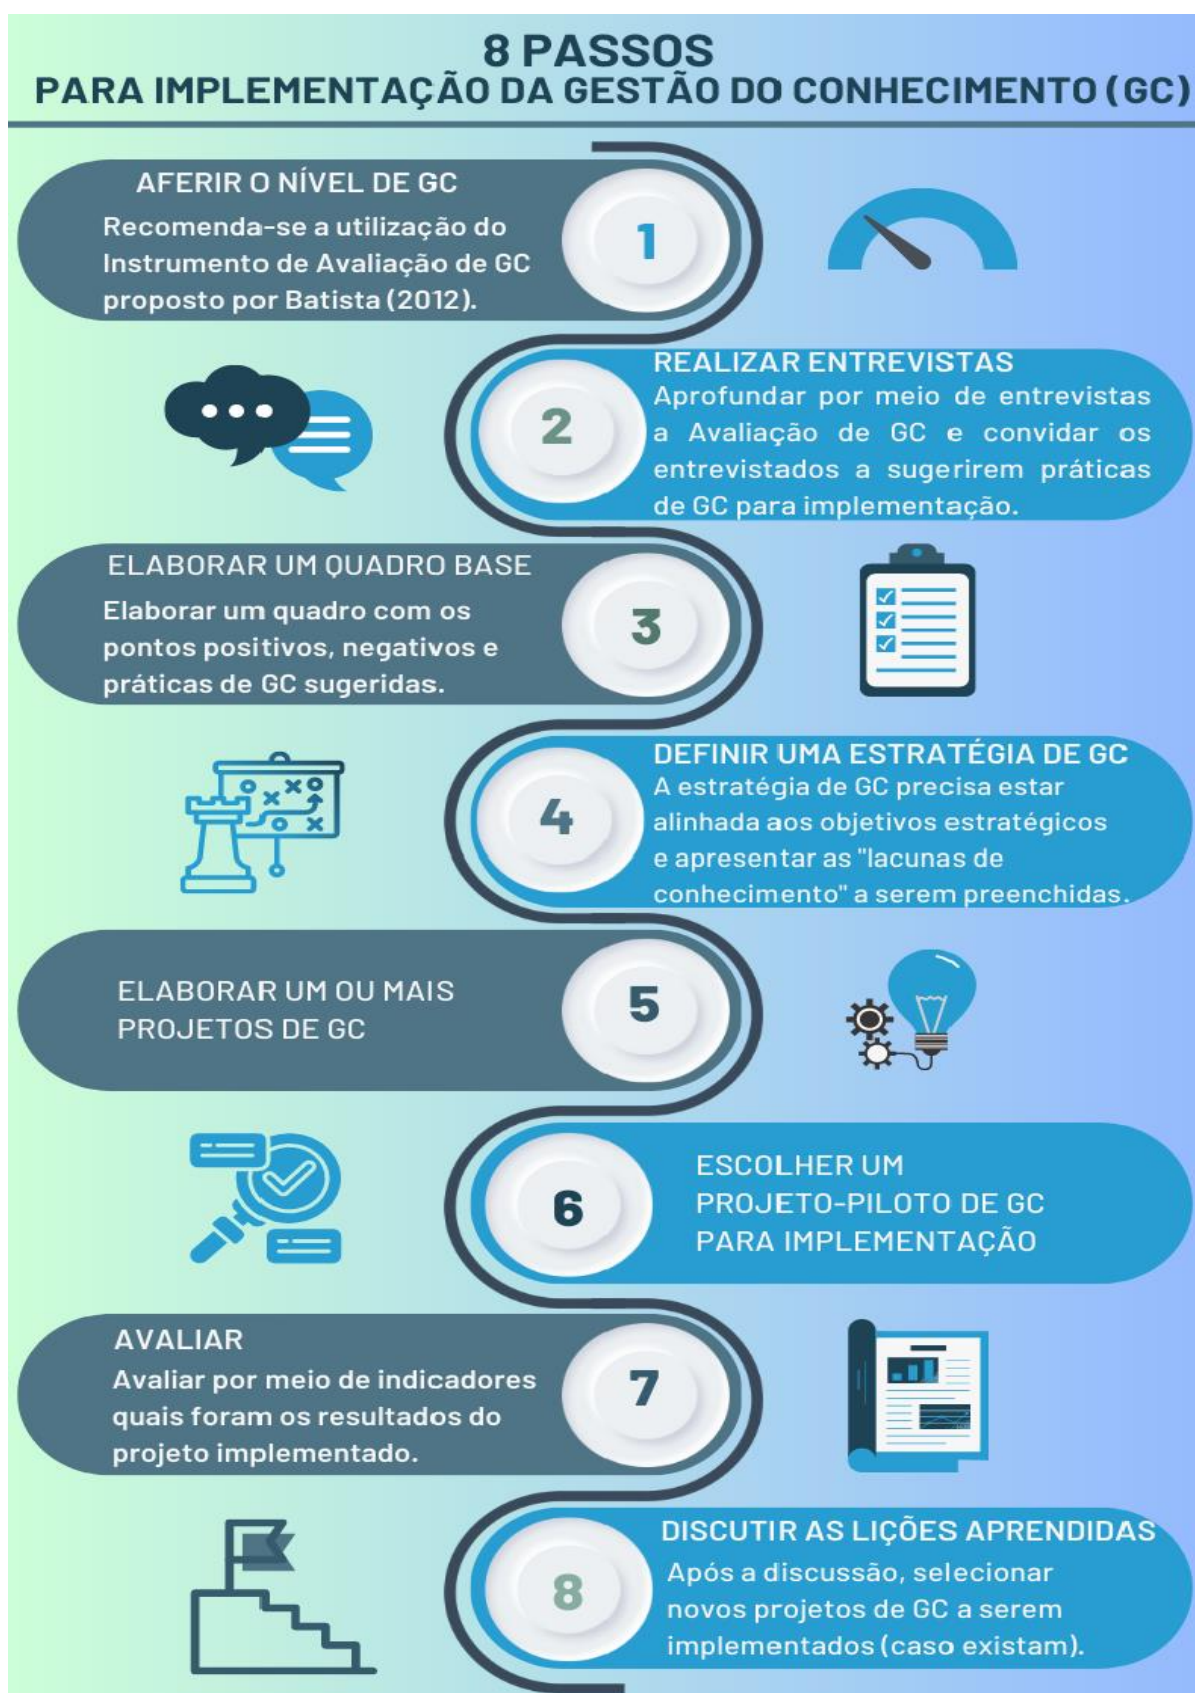 8 PASSOS
PARA IMPLEMENTAÇÃO DA GESTÃO DO CONHECIMENTO (GC)
AFERIR O NÍVEL DE GC
Recomenda-se a utilização do
Instrumento de Avaliação de GC
proposto por Batista (2012).
1
2
REALIZAR ENTREVISTAS
Aprofundar por meio de entrevistas
a Avaliação de GC e convidar os
entrevistados a sugerirem práticas
de GC para implementação.
ELABORAR UM QUADRO BASE
Elaborar um quadro com os
pontos positivos, negativos e
práticas de GC sugeridas.
3
4
DEFINIR UMA ESTRATÉGIA DE GC
A estratégia de GC precisa estar
alinhada aos objetivos estratégicos
e apresentar as "lacunas de
conhecimento" a serem preenchidas.
ELABORAR UM OU MAIS
PROJETOS DE GC
5
6
ESCOLHER UM
PROJETO-PILOTO DE GC
PARA IMPLEMENTAÇÃO
AVALIAR
Avaliar por meio de indicadores
quais foram os resultados do
projeto implementado.
7
8
DISCUTIR AS LIÇÕES APRENDIDAS
Após a discussão, selecionar
novos projetos de GC a serem
implementados (caso existam).